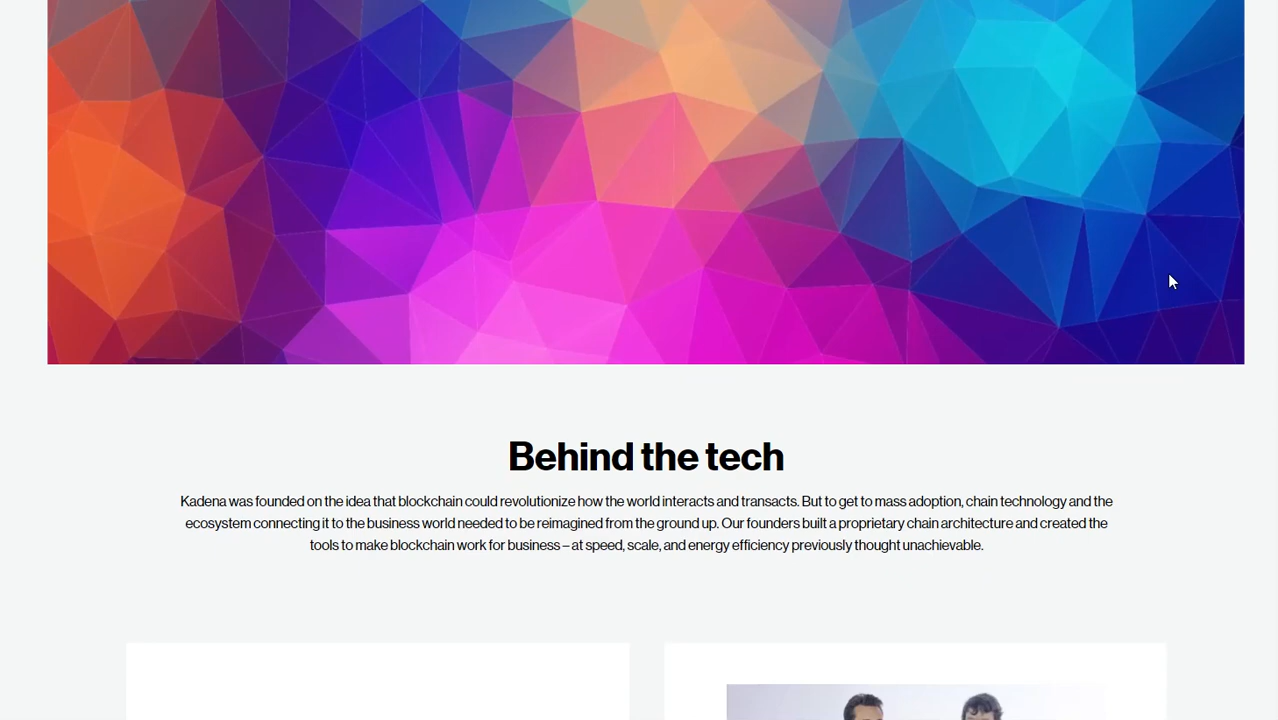 Behind the tech
Kadena was founded on the idea that blockchain could revolutionize how the world interacts and transacts. But to get to mass adoption, chain technology and the
ecosystem connecting it to the business world needed to be reimagined from the ground up. Our founders built a proprietary chain architecture and created the
tools to make blockchain work for business – at speed, scale, and energy efficiency previously thought unachievable.